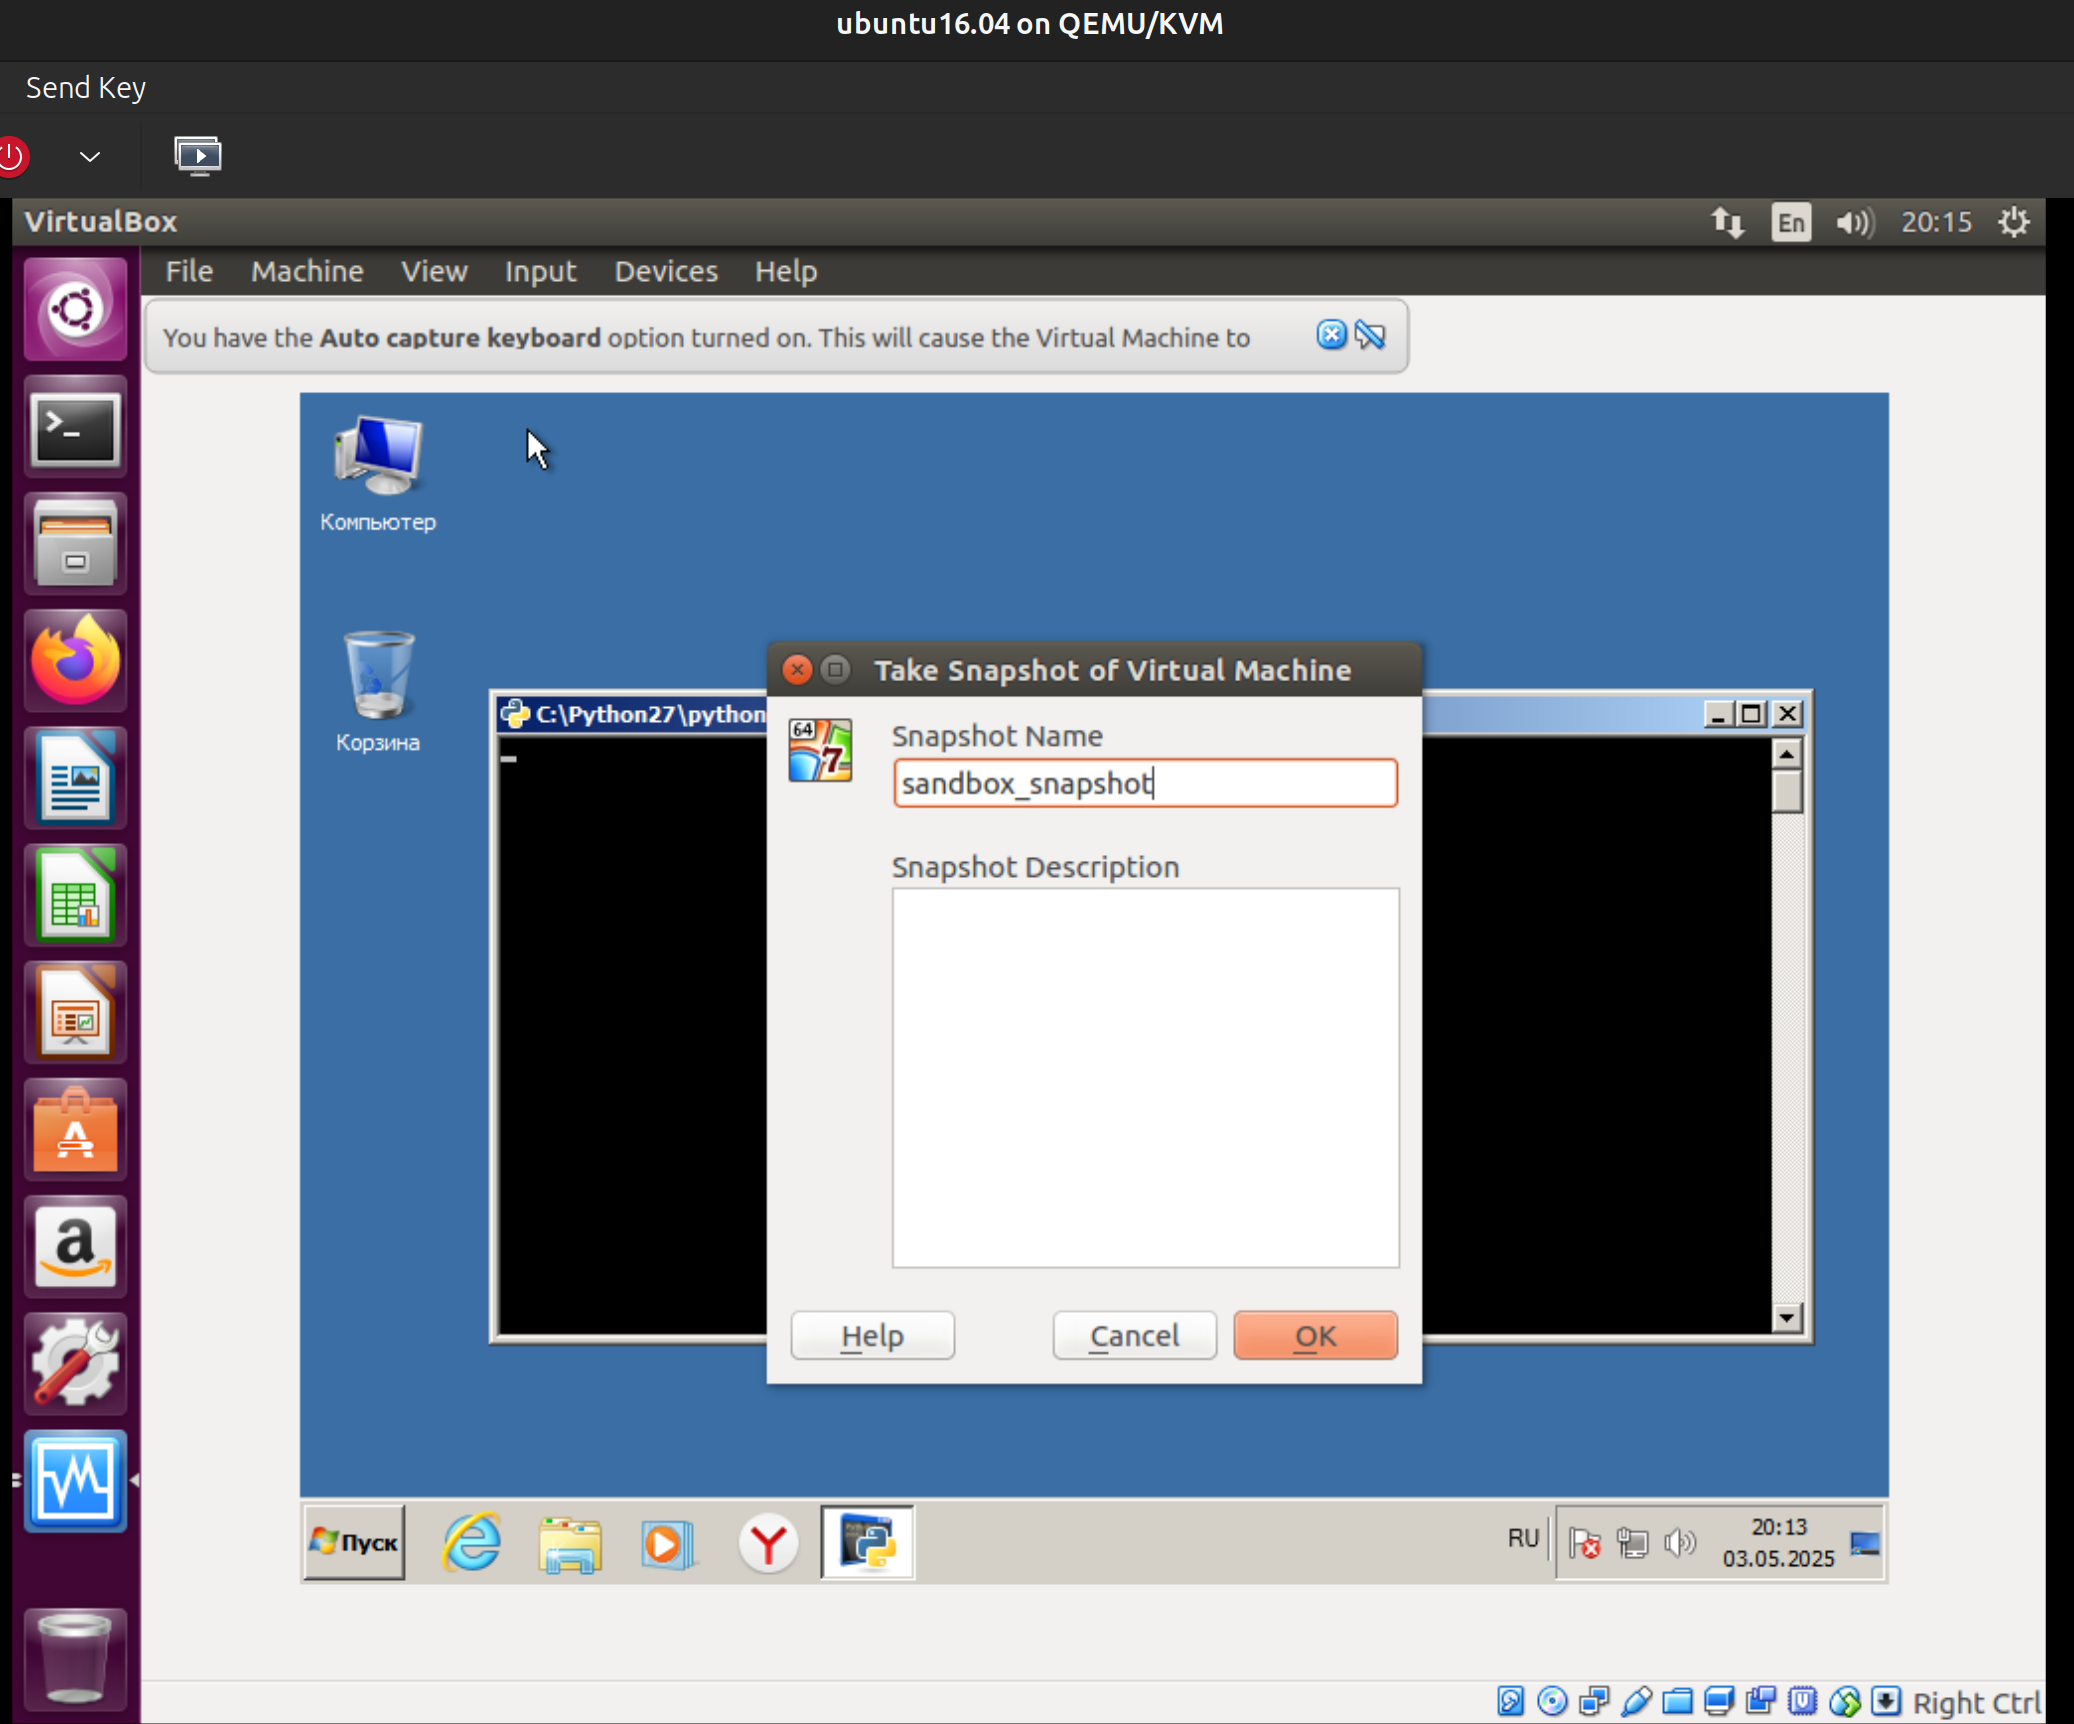 ubuntu16.04 on QEMU/KVM
Send Key
VirtualBox
En
20:15
File Machine View Input Devices Help
You have the Auto capture keyboard option turned on. This will cause the Virtual Machine to
Компьютер
Корзина
C:\Python27\python
Take Snapshot of Virtual Machine
64
7
Snapshot Name
sandbox_snapshot
Snapshot Description
Help Cancel OK
Пуск
RU
20:13
03.05.2025
Right Ctrl